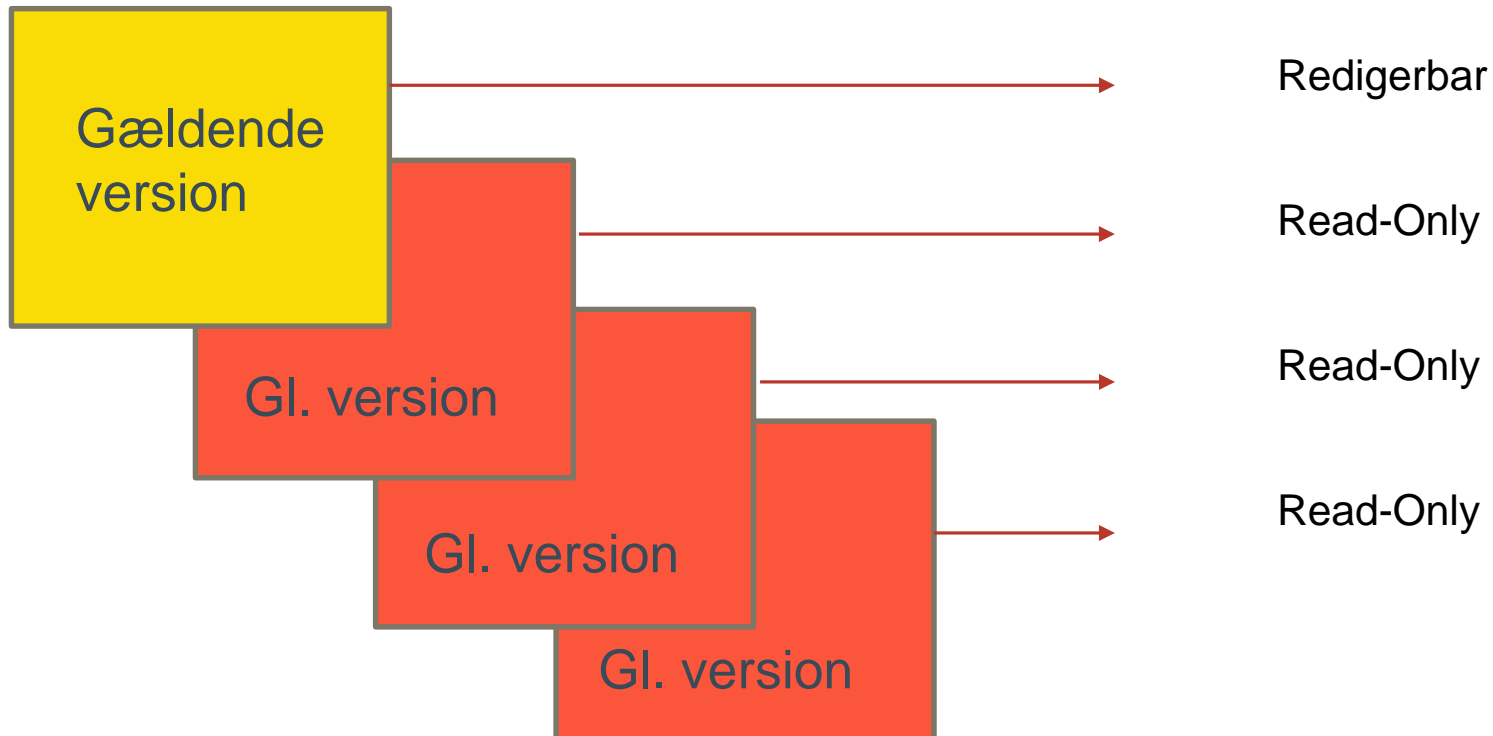 Gældende
version
Redigerbar
Gl. version
Read-Only
Gl. version
Read-Only
Gl. version
Read-Only